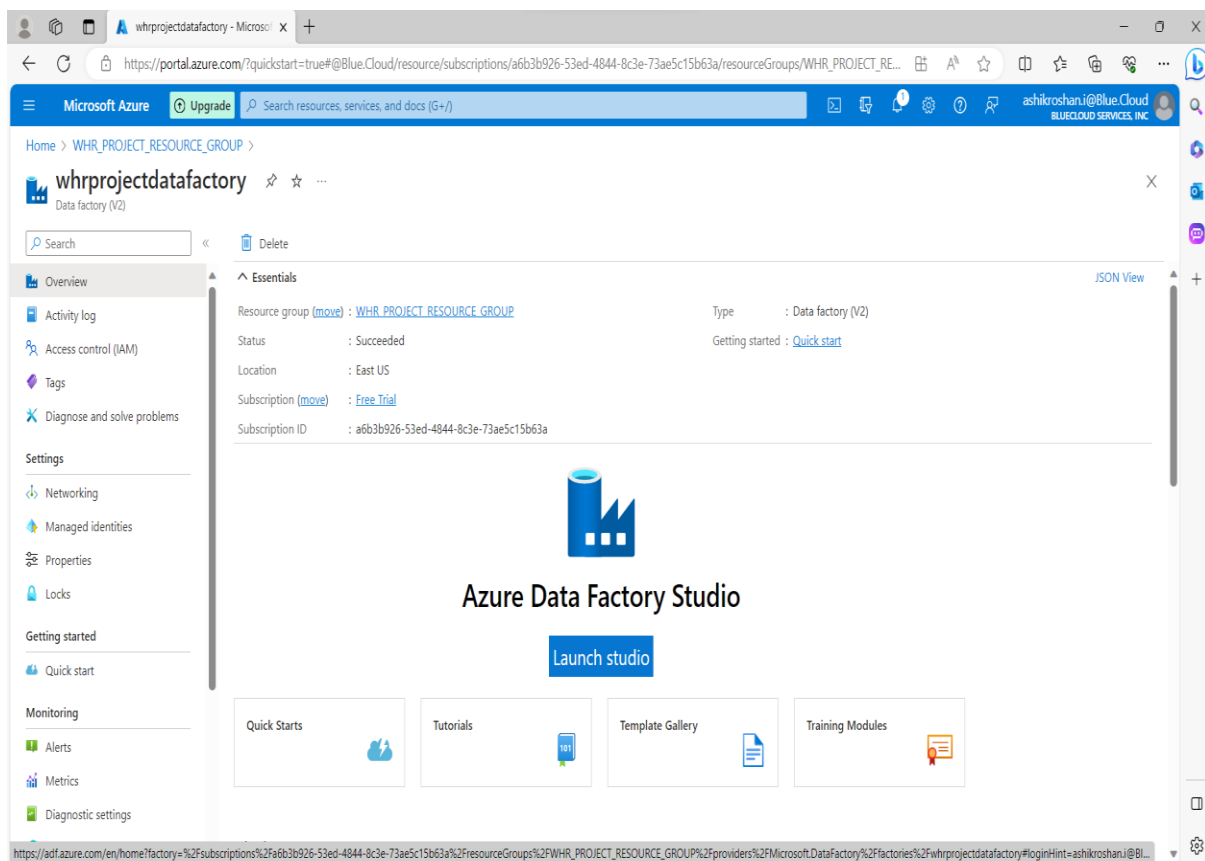 whrprojectdatafactory - Microsof
https://portal.azure.com/?quickstart=true#@Blue.Cloud/resource/subscriptions/a6b3b926-53ed-4844-8c3e-73ae5c15b63a/resourceGroups/WHR_PROJECT_RE...
Microsoft Azure Upgrade Search resources, services, and docs (G+/) 1 ashikroshan.i@Blue.Cloud
BLUECLOUD SERVICES, INC
Home > WHR_PROJECT_RESOURCE_GROUP >
whrprojectdatafactory
Data factory (V2)
Search
Delete
Overview
Activity log
Access control (IAM)
Tags
Diagnose and solve problems
Settings
Networking
Managed identities
Properties
Locks
Getting started
Quick start
Monitoring
Alerts
Metrics
Diagnostic settings
Essentials JSON View
Resource group (move) : WHR_PROJECT_RESOURCE_GROUP
Status : Succeeded
Location : East US
Subscription (move) : Free Trial
Subscription ID : a6b3b926-53ed-4844-8c3e-73ae5c15b63a
Type : Data factory (V2)
Getting started : Quick start
Azure Data Factory Studio
Launch studio
Quick Starts
Tutorials
101
Template Gallery
Training Modules
https://adf.azure.com/en/home?factory=%2Fsubscriptions%2Fa6b3b926-53ed-4844-8c3e-73ae5c15b63a%2FresourceGroups%2FWHR_PROJECT_RESOURCE_GROUP%2Fproviders%2FMicrosoft.DataFactory%2Ffactories%2Fwhrprojectdatafactory#loginHint=ashikroshan.i@Bl...